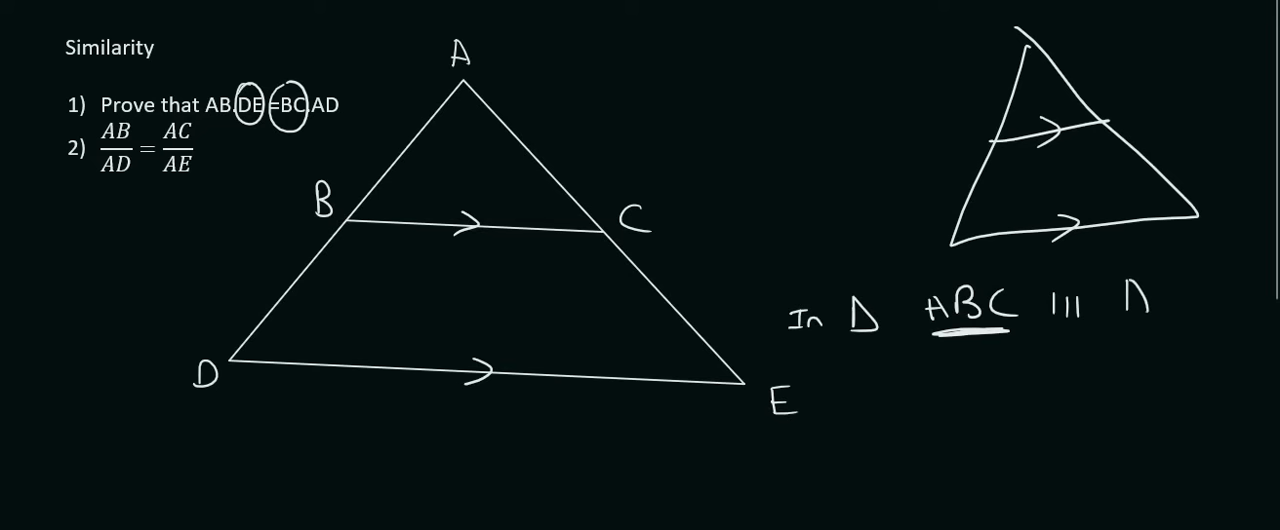 Similarity
1) Prove that AB.DE =BC.AD
2) AB/AD = AC/AE
A
B
C
D
E
In Δ ABC ||| Δ